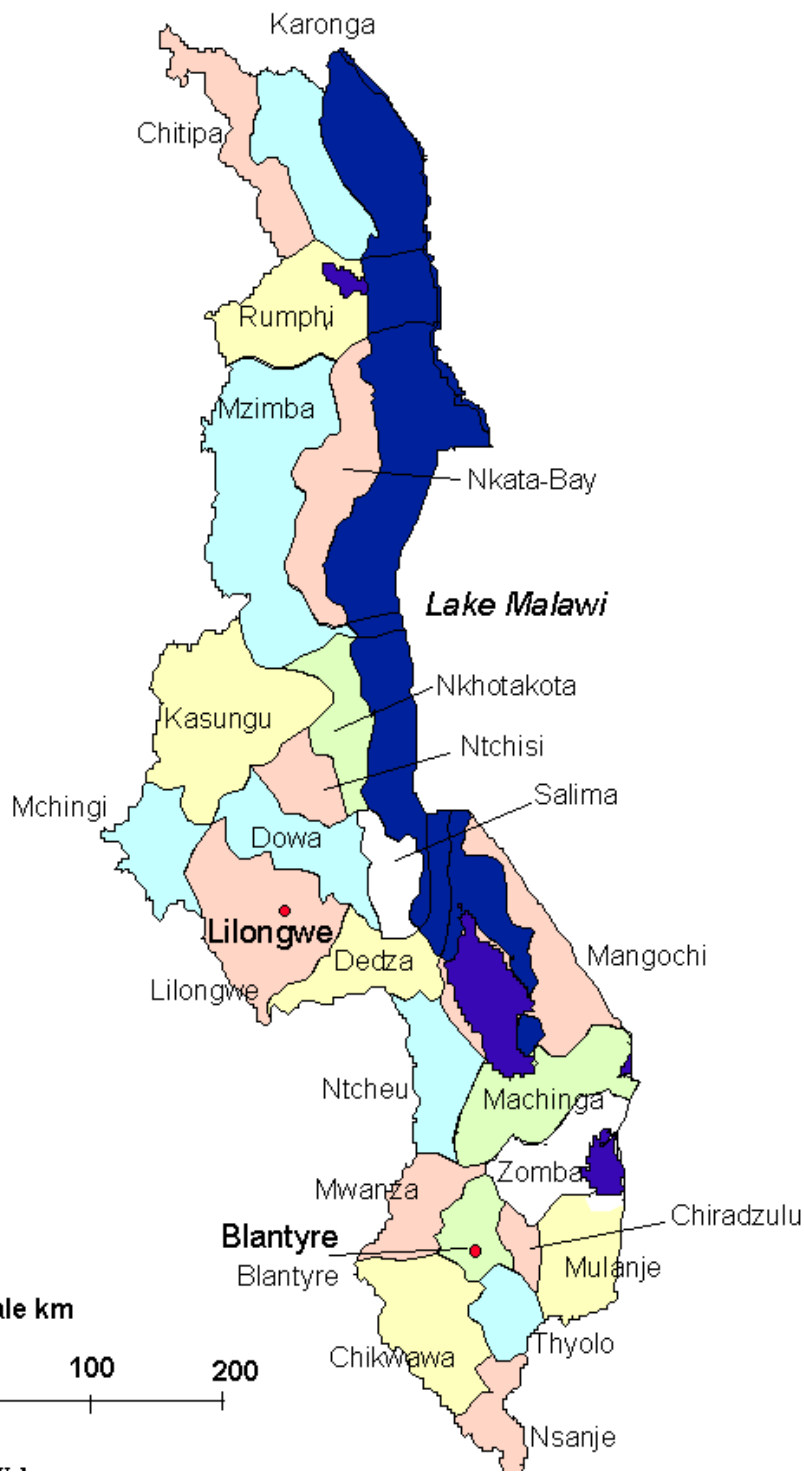 Karonga
Chitipa
Rumphi
Mzimba
Nkata-Bay
Lake Malawi
Nkhotakota
Kasungu
Ntchisi
Salima
Mchingi
Dowa
Lilongwe
Dedza
Mangochi
Lilongwe
Ntcheu
Machinga
Zomba
Mwanza
Chiradzulu
Blantyre
Blantyre
Mulanje
ale km
Thyolo
Chikwawa
100 200
Nsanje